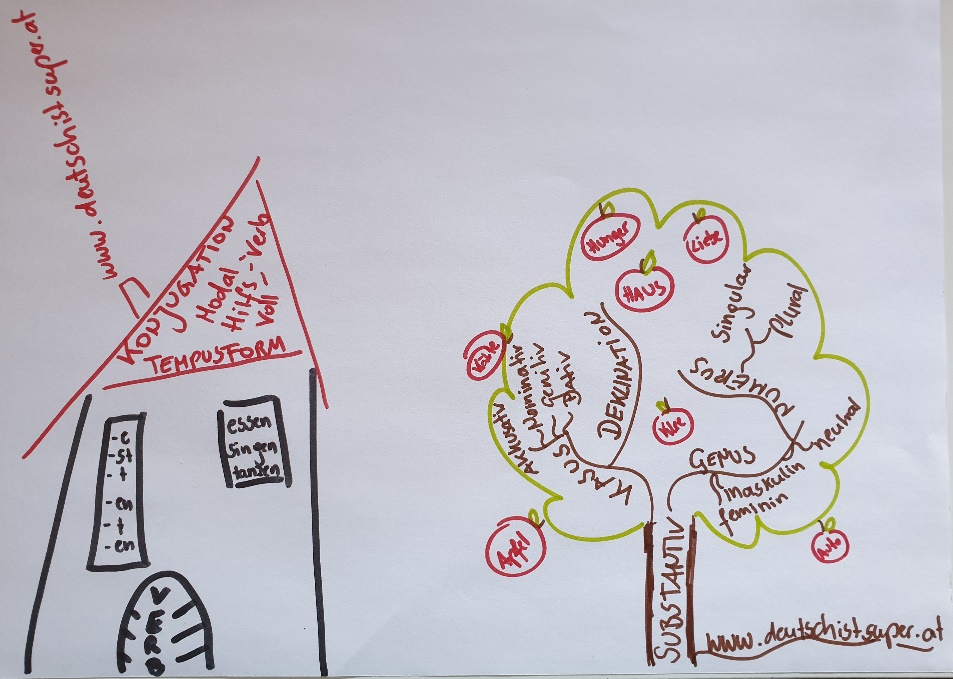 www.deutschistsuper.at
KONJUGATION
Modal
Hilfs-verb
Voll
TEMPUSFORM
-e
-st
-t
-en
-t
-en
essen
singen
tanzen
VERB
Hunger
Liebe
HAUS
Apfel
Auto
DEKLINATION
KASUS
Akkusativ
Nominativ
Genitiv
Dativ
NUMERUS
Singular
Plural
GENUS
maskulin
feminin
neutral
SUBSTANTIV
www.deutschistsuper.at